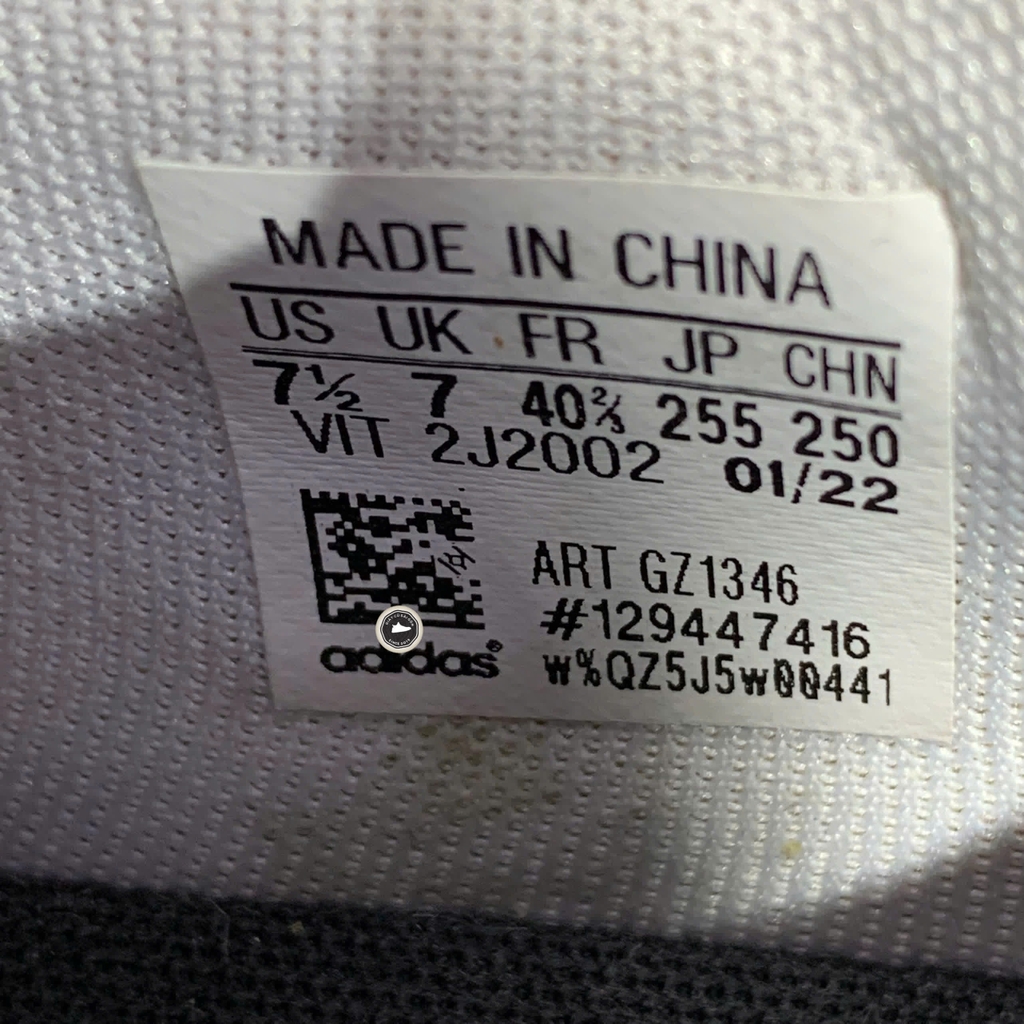 MADE IN CHINA
US UK FR JP CHN
7½ 7 40⅔ 255 250
VIT 2J2002 01/22
ART GZ1346
#129447416
adidas®
w%QZ5J5w00441